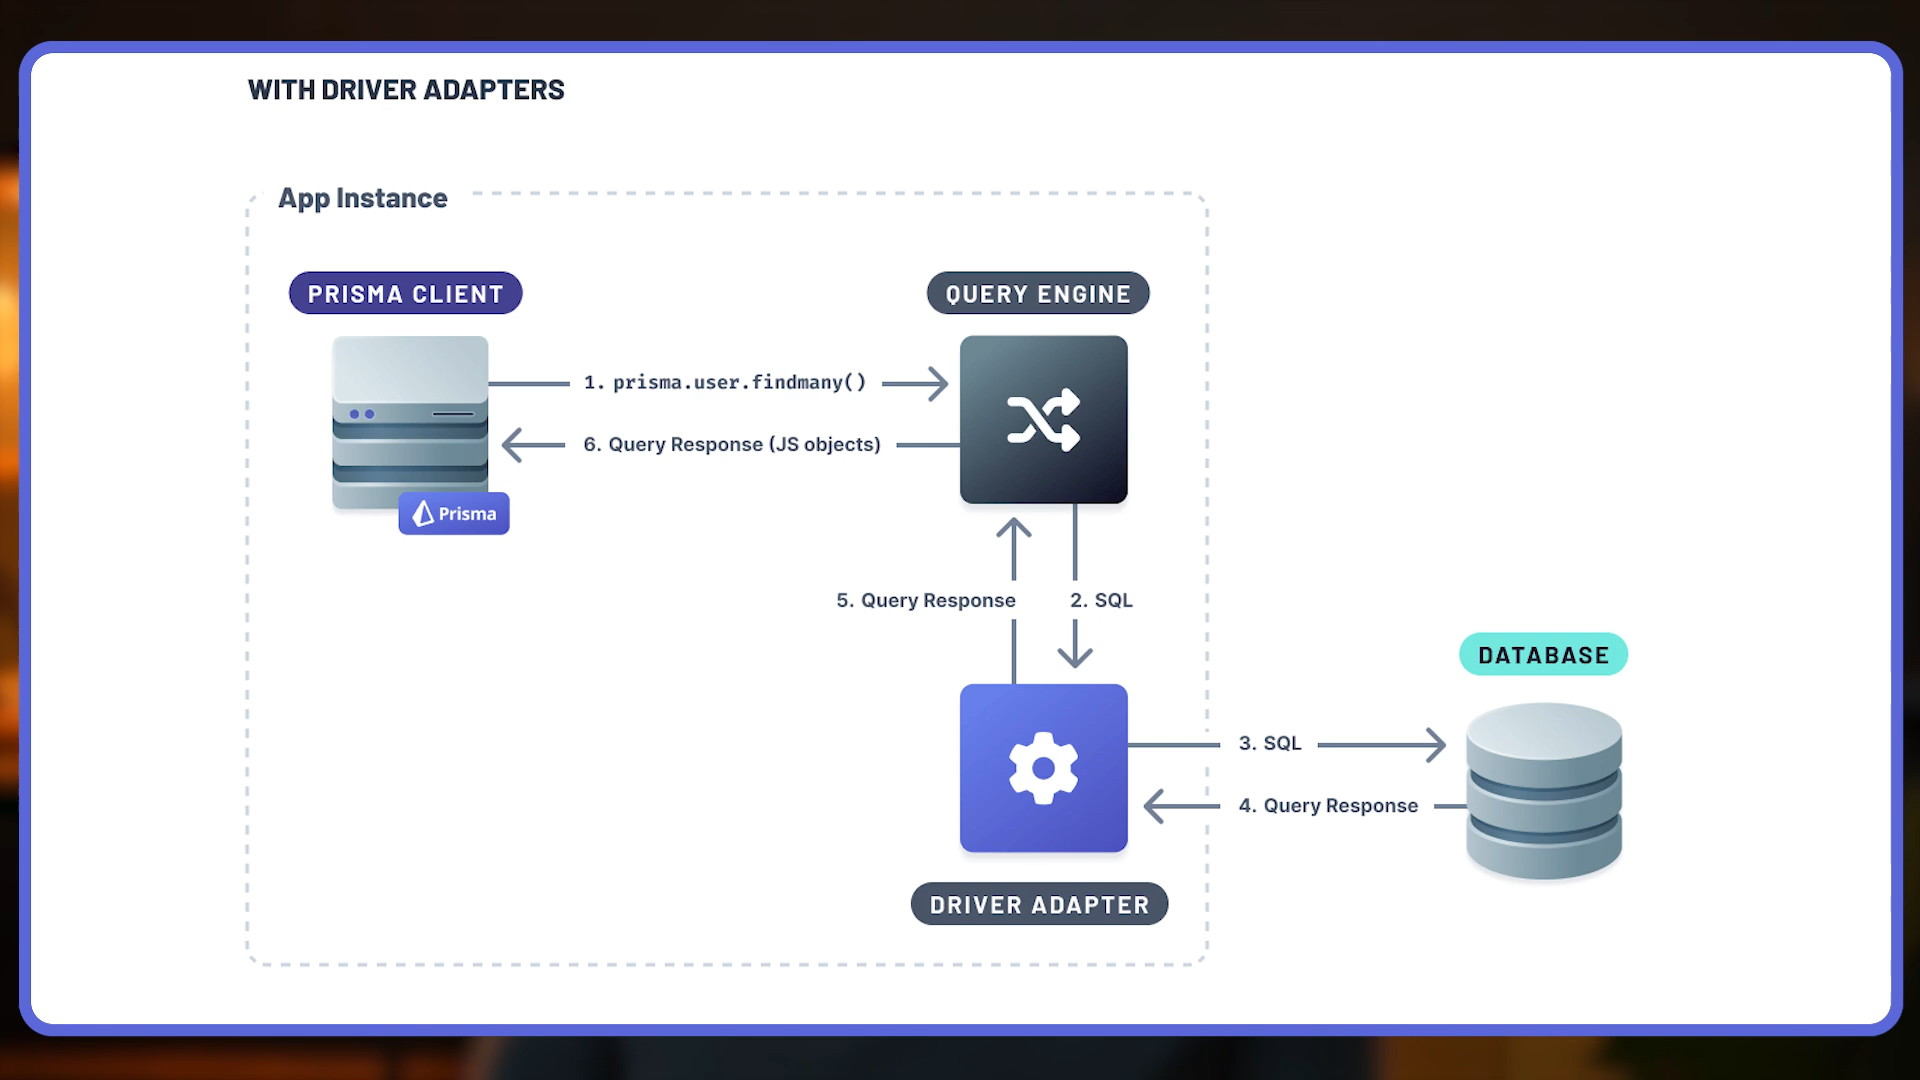 WITH DRIVER ADAPTERS
App Instance
PRISMA CLIENT
QUERY ENGINE
1. prisma.user.findmany()
6. Query Response (JS objects)
Prisma
5. Query Response
2. SQL
DATABASE
3. SQL
4. Query Response
DRIVER ADAPTER